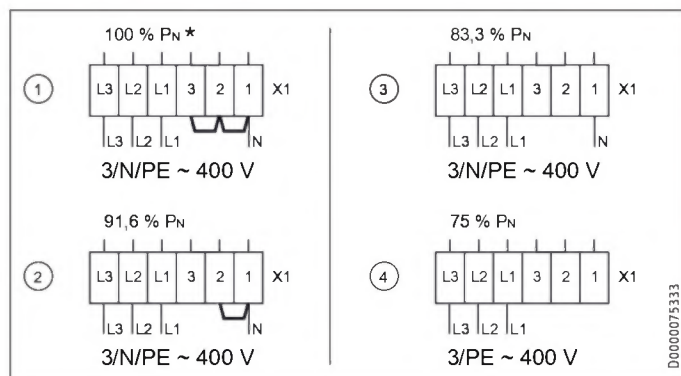 100 % PN *
1
L3 L2 L1 3 2 1 X1
L3 L2 L1 N
3/N/PE ~ 400 V
91,6 % PN
2
L3 L2 L1 3 2 1 X1
L3 L2 L1 N
3/N/PE ~ 400 V
83,3 % PN
3
L3 L2 L1 3 2 1 X1
L3 L2 L1 N
3/N/PE ~ 400 V
75 % PN
4
L3 L2 L1 3 2 1 X1
L3 L2 L1
3/PE ~ 400 V
D0000075333